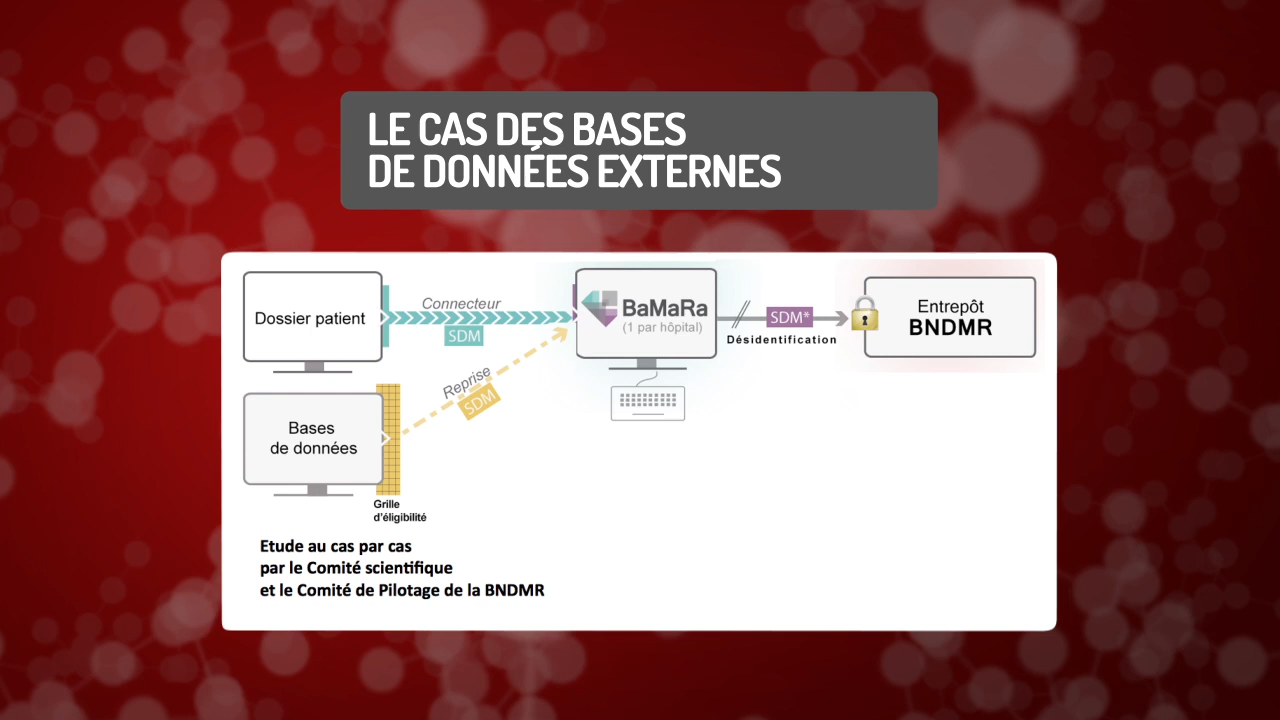 LE CAS DES BASES
DE DONNÉES EXTERNES
Dossier patient
Connecteur
SDM
BaMaRa
(1 par hôpital)
SDM*
Désidentification
Entrepôt
BNDMR
Reprise
SDM
Bases
de données
Grille
d'éligibilité
Etude au cas par cas
par le Comité scientifique
et le Comité de Pilotage de la BNDMR